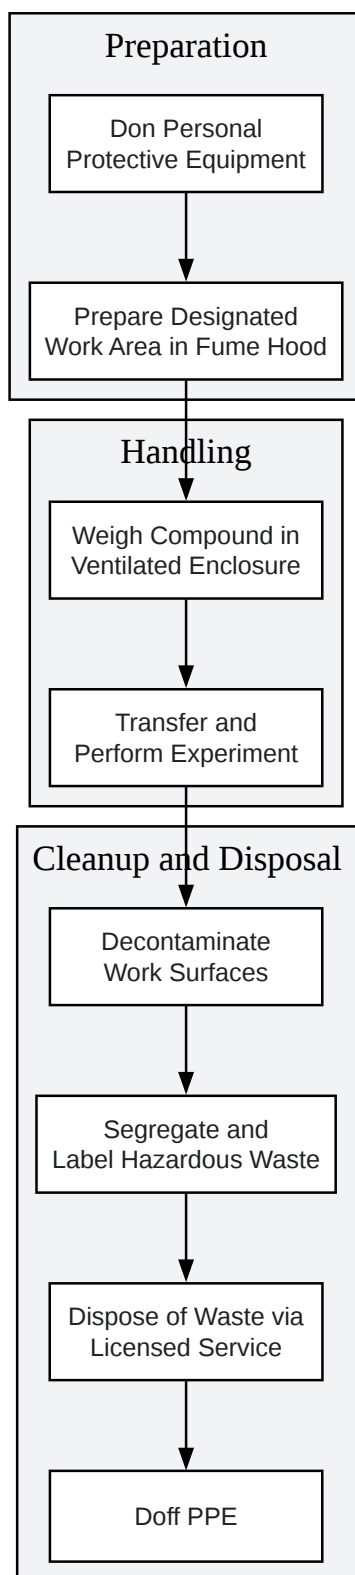 Preparation
Don Personal
Protective Equipment
Prepare Designated
Work Area in Fume Hood
Handling
Weigh Compound in
Ventilated Enclosure
Transfer and
Perform Experiment
Cleanup and Disposal
Decontaminate
Work Surfaces
Segregate and
Label Hazardous Waste
Dispose of Waste via
Licensed Service
Doff PPE